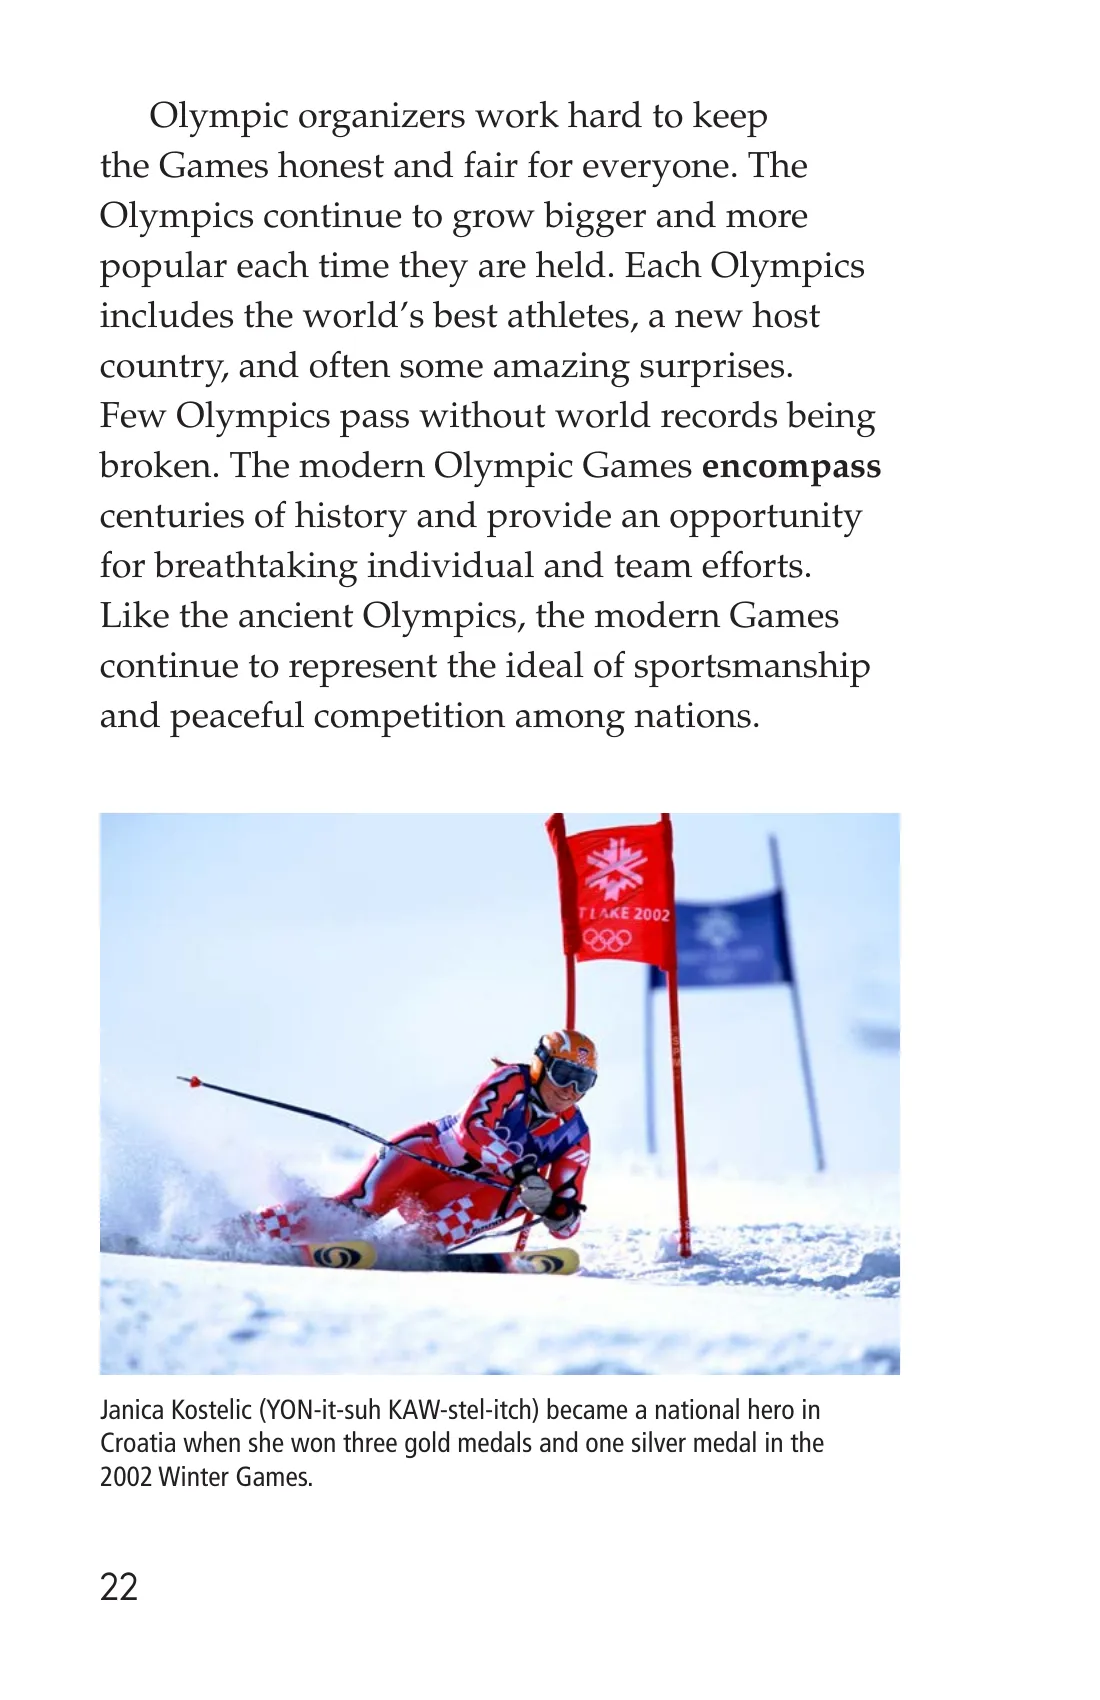 Olympic organizers work hard to keep
the Games honest and fair for everyone. The
Olympics continue to grow bigger and more
popular each time they are held. Each Olympics
includes the world’s best athletes, a new host
country, and often some amazing surprises.
Few Olympics pass without world records being
broken. The modern Olympic Games encompass
centuries of history and provide an opportunity
for breathtaking individual and team efforts.
Like the ancient Olympics, the modern Games
continue to represent the ideal of sportsmanship
and peaceful competition among nations.
T LAKE 2002
Janica Kostelic (YON-it-suh KAW-stel-itch) became a national hero in
Croatia when she won three gold medals and one silver medal in the
2002 Winter Games.
22